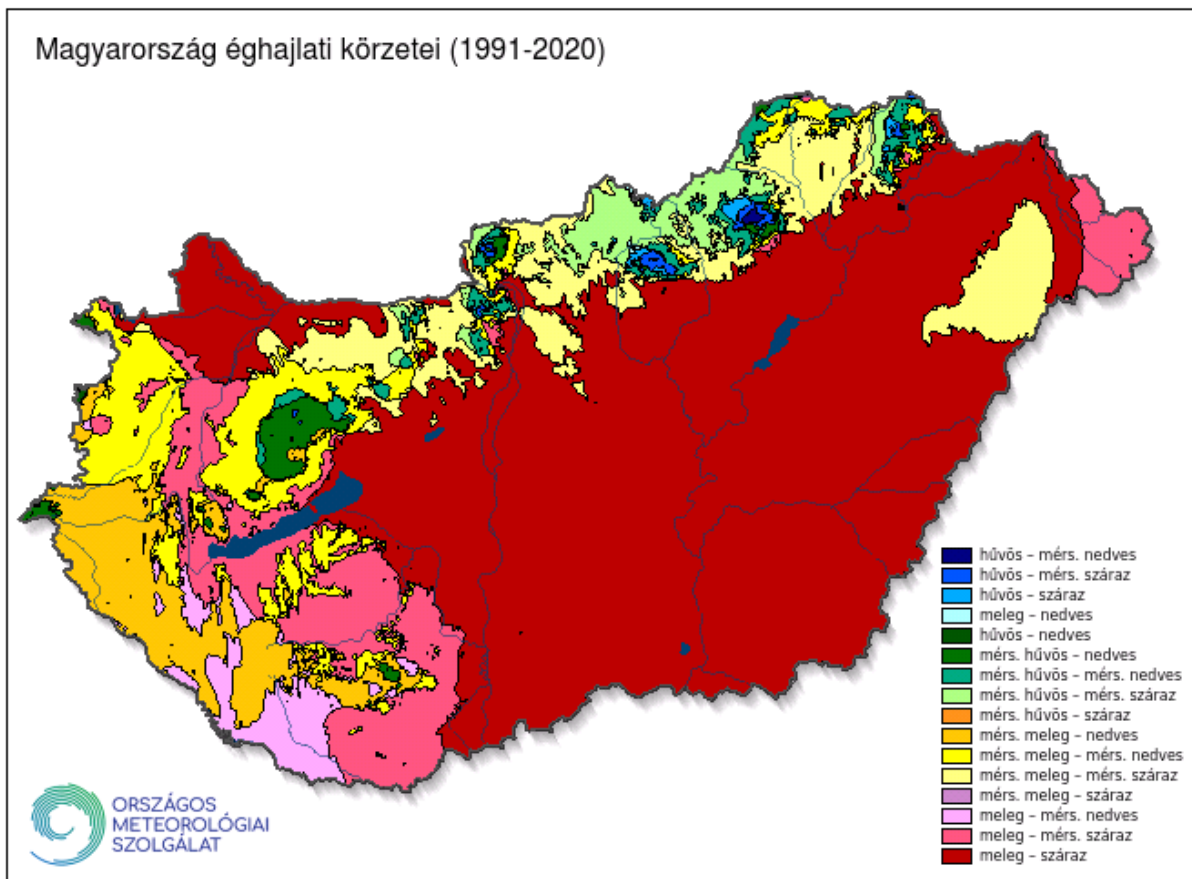 Magyarország éghajlati körzetei (1991-2020)
hűvös – mérs. nedves
hűvös – mérs. száraz
hűvös – száraz
meleg – nedves
hűvös – nedves
mérs. hűvös – nedves
mérs. hűvös – mérs. nedves
mérs. hűvös – mérs. száraz
mérs. hűvös – száraz
mérs. meleg – nedves
mérs. meleg – mérs. nedves
mérs. meleg – mérs. száraz
mérs. meleg – száraz
meleg – mérs. nedves
meleg – mérs. száraz
meleg – száraz
ORSZÁGOS
METEOROLÓGIAI
SZOLGÁLAT